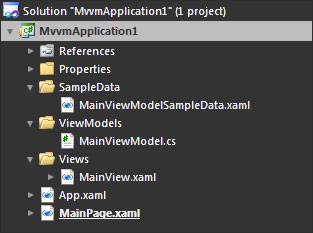 Solution "MvvmApplication1" (1 project)
MvvmApplication1
References
Properties
SampleData
MainViewModelSampleData.xaml
ViewModels
MainViewModel.cs
Views
MainView.xaml
App.xaml
MainPage.xaml